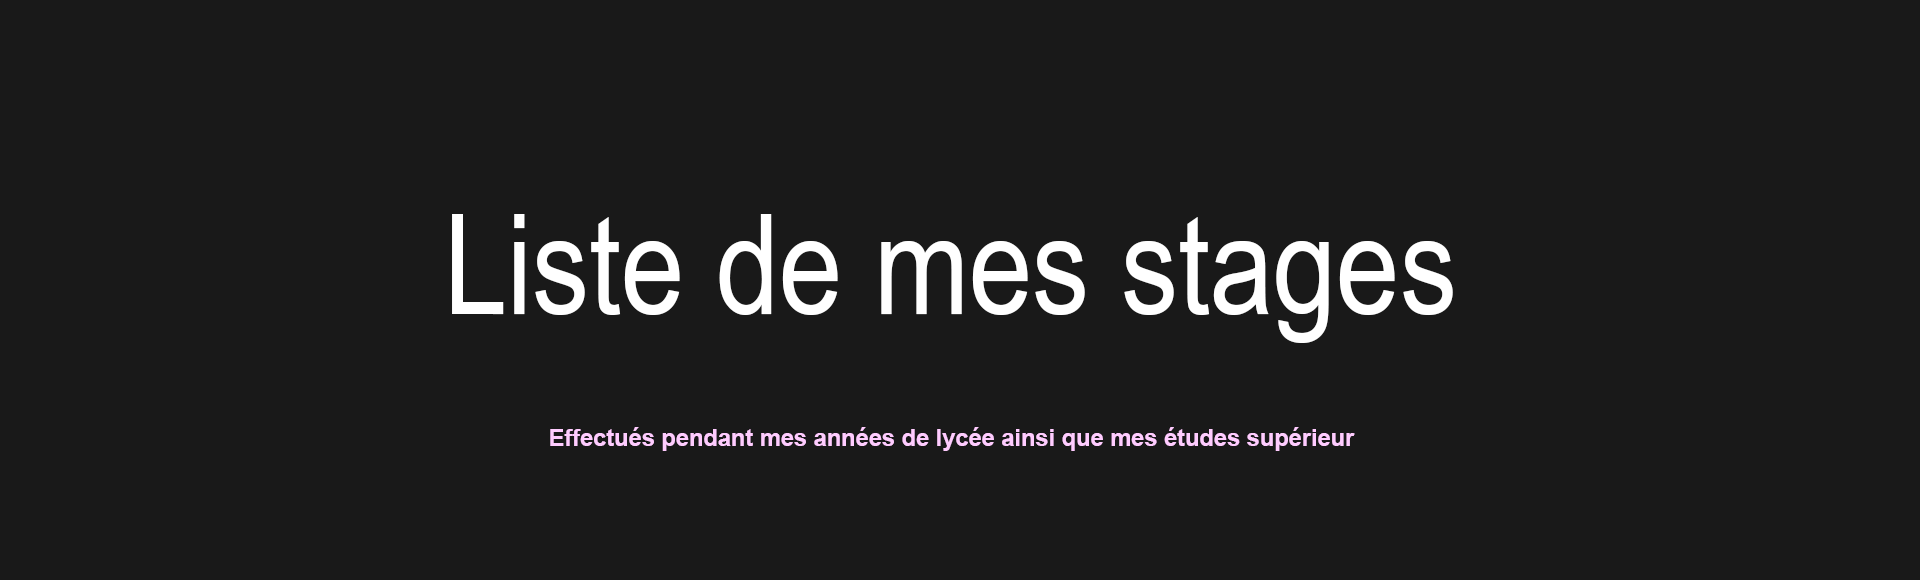 Liste de mes stages
Effectués pendant mes années de lycée ainsi que mes études supérieur